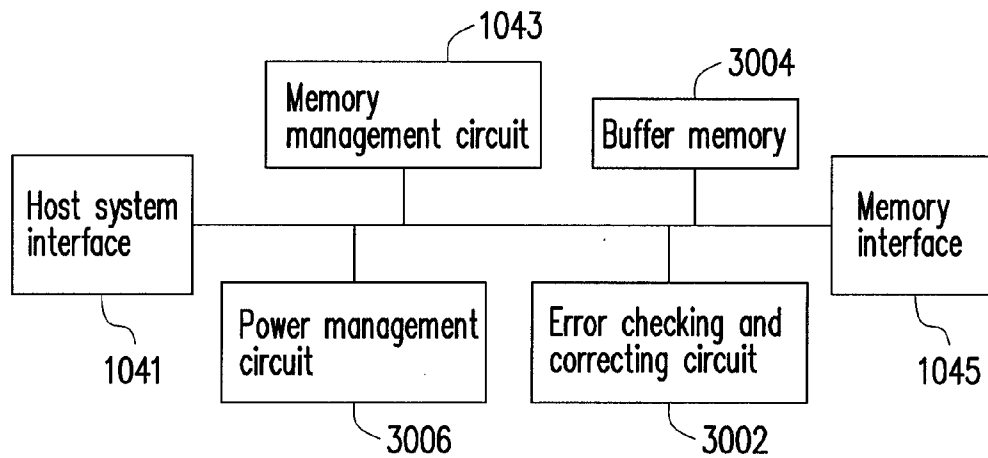 1043
3004
Memory
management circuit
Buffer memory
Host system
interface
Memory
interface
Power management
circuit
Error checking and
correcting circuit
1041
1045
3006
3002